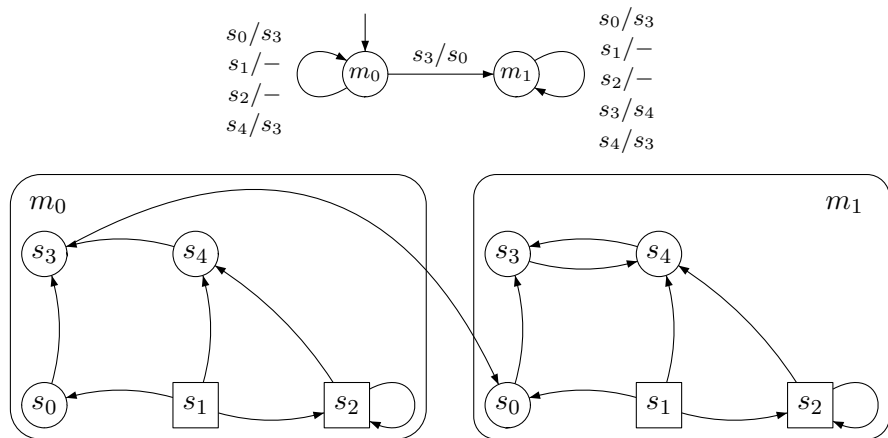 s₀/s₃
s₁/−
s₂/−
s₄/s₃
m₀
s₃/s₀
m₁
s₀/s₃
s₁/−
s₂/−
s₃/s₄
s₄/s₃
m₀
m₁
s₃ s₄ s₃ s₄
s₀ s₁ s₂ s₀ s₁ s₂